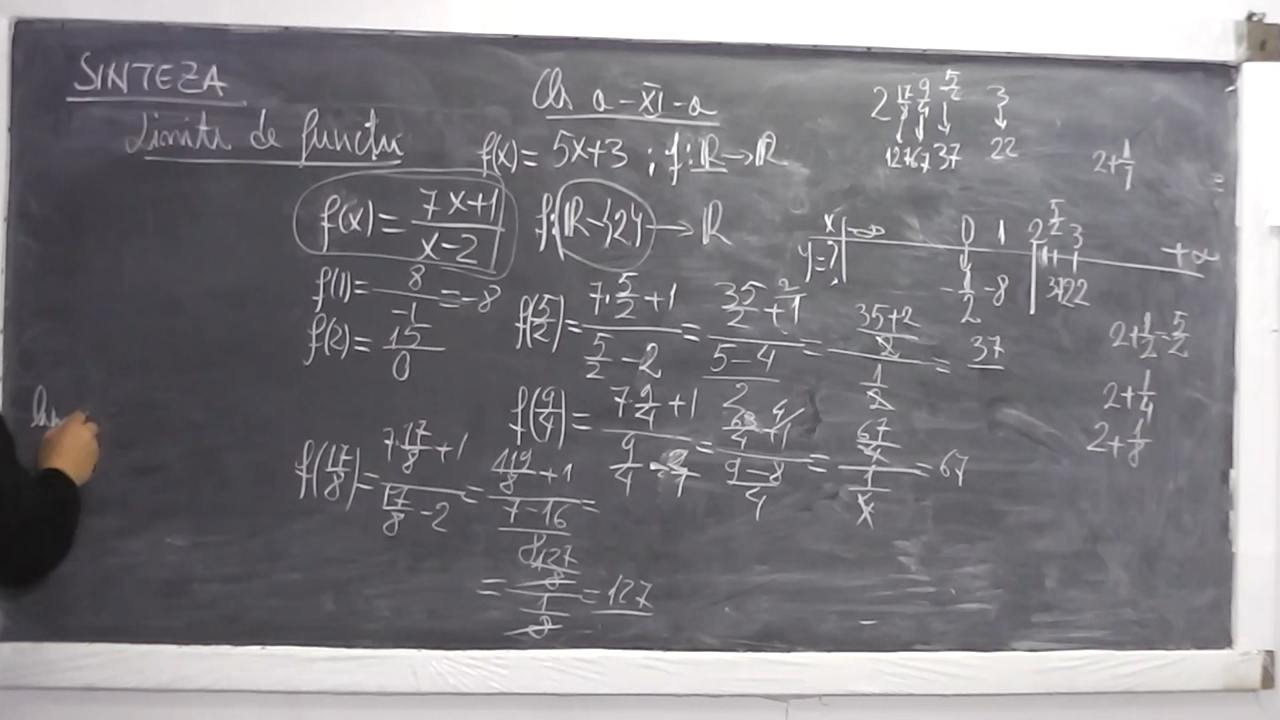 SINTEZA
Limite de funcții
Cls a-XI-a
f(x) = 5x+3 ; f: ℝ → ℝ
f(x) = (7x+1)/(x-2)
f: ℝ-{2} → ℝ
f(1) = 8/-1 = -8
f(2) = 15/0
f(5/2) = (7·5/2 + 1)/(5/2 - 2) = (35/2 + 1)/((5-4)/2) = ((35+2)/2)/(1/2) = 37
f(9/4) = (7·9/4 + 1)/(9/4 - 2/1) = (63/4 + 1)/((9-8)/4) = (67/4)/(1/4) = 67
f(17/8) = (7·17/8 + 1)/(17/8 - 2) = (119/8 + 1)/((7-16)/8) =
= (127/8)/(1/8) = 127
2 17/8 9/4 5/2 3
127 67 37 22
x -∞ 0 1 2 5/2 3 +∞
y=? -1/2 -8 37 22
2+1/7
2+1/2=5/2
2+1/4
2+1/8
lim